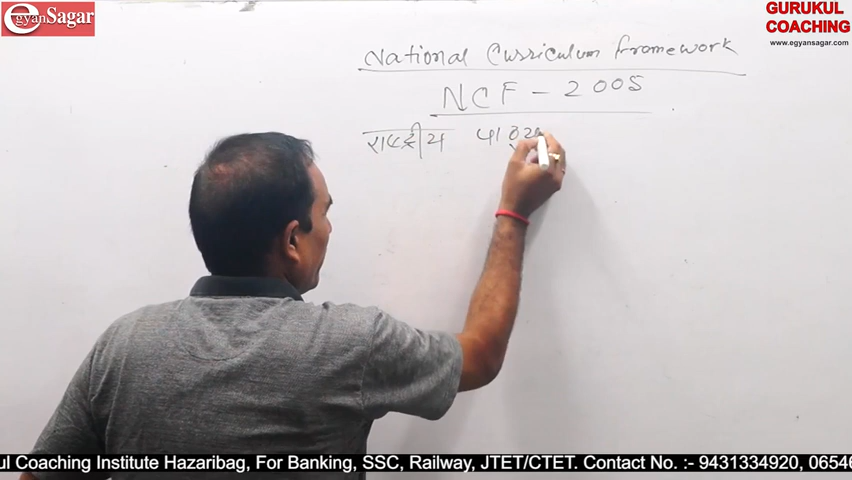 egyanSagar
GURUKUL
COACHING
www.egyansagar.com
National Curriculum Framework
NCF - 2005
राष्ट्रीय पाठ्य
ul Coaching Institute Hazaribag, For Banking, SSC, Railway, JTET/CTET. Contact No. :- 9431334920, 06546